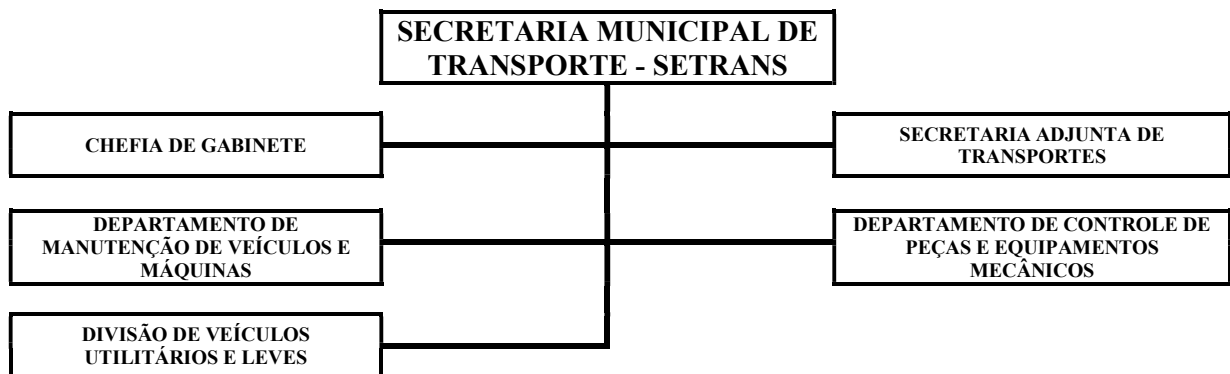 SECRETARIA MUNICIPAL DE
TRANSPORTE - SETRANS
CHEFIA DE GABINETE
SECRETARIA ADJUNTA DE
TRANSPORTES
DEPARTAMENTO DE
MANUTENÇÃO DE VEÍCULOS E
MÁQUINAS
DEPARTAMENTO DE CONTROLE DE
PEÇAS E EQUIPAMENTOS
MECÂNICOS
DIVISÃO DE VEÍCULOS
UTILITÁRIOS E LEVES